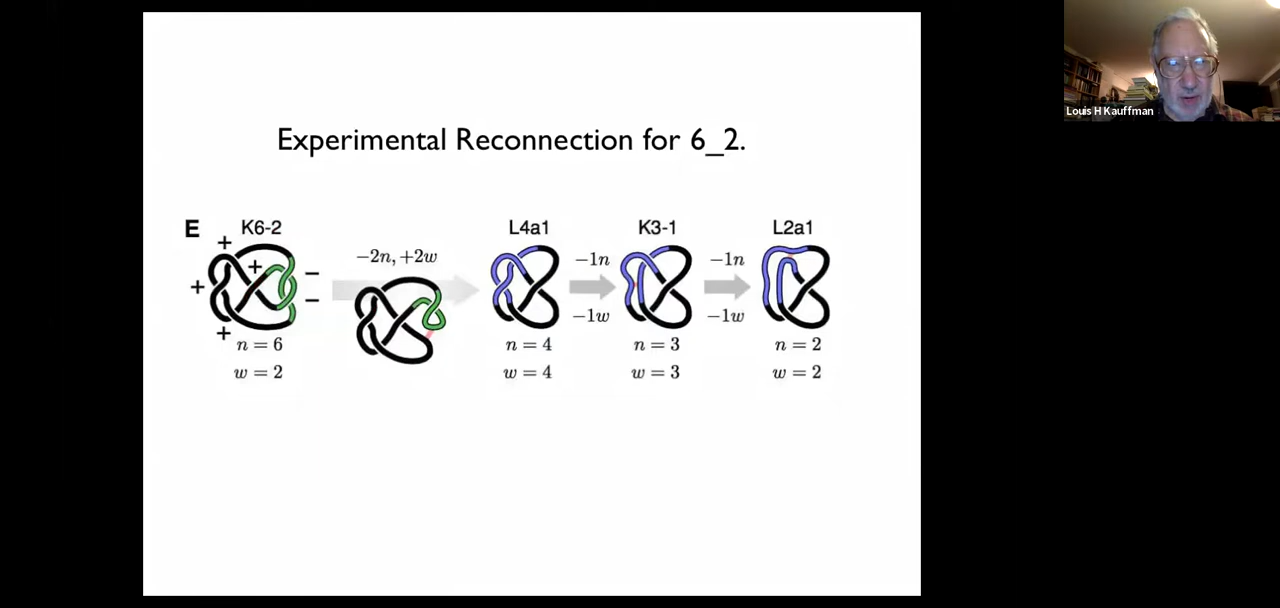 Louis H Kauffman
Experimental Reconnection for 6_2.
E
K6-2
+
+
+
+
−
−
n = 6
w = 2
−2n, +2w
L4a1
n = 4
w = 4
−1n
−1w
K3-1
n = 3
w = 3
−1n
−1w
L2a1
n = 2
w = 2